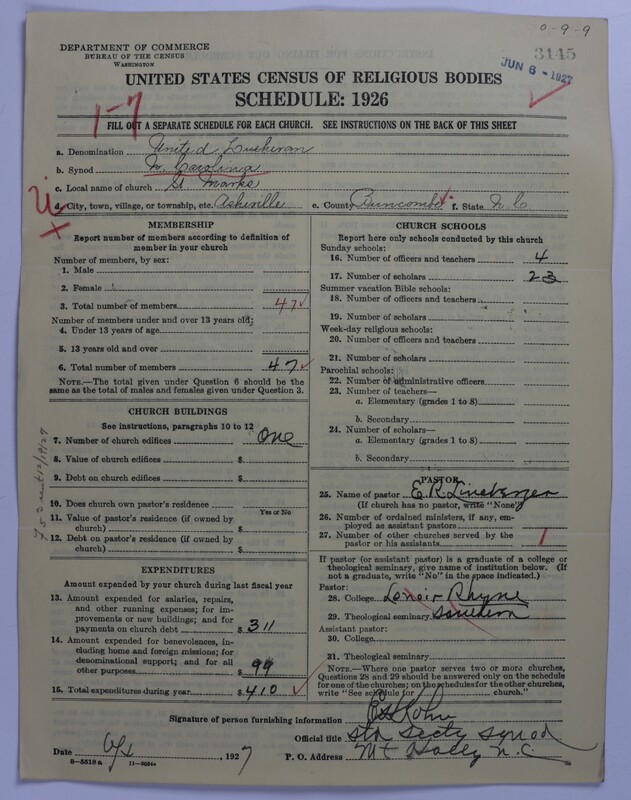 0-9-9
DEPARTMENT OF COMMERCE
BUREAU OF THE CENSUS
WASHINGTON
3145
JUN 6 - 1927
UNITED STATES CENSUS OF RELIGIOUS BODIES
SCHEDULE: 1926
1-7
FILL OUT A SEPARATE SCHEDULE FOR EACH CHURCH. SEE INSTRUCTIONS ON THE BACK OF THIS SHEET
a. Denomination United Lutheran
b. Synod N. Carolina
c. Local name of church St Marks
d. City, town, village, or township, etc. Asheville e. County Buncombe f. State N. C
MEMBERSHIP
Report number of members according to definition of
member in your church
Number of members, by sex:
1. Male
2. Female
3. Total number of members 47
Number of members under and over 13 years old:
4. Under 13 years of age
5. 13 years old and over
6. Total number of members 47
NOTE.—The total given under Question 6 should be the
same as the total of males and females given under Question 3.
CHURCH BUILDINGS
See instructions, paragraphs 10 to 12
7. Number of church edifices One
8. Value of church edifices $
9. Debt on church edifices $
10. Does church own pastor's residence
Yes or No
11. Value of pastor's residence (if owned by
church) $
12. Debt on pastor's residence (if owned by
church) $
EXPENDITURES
Amount expended by your church during last fiscal year
13. Amount expended for salaries, repairs,
and other running expenses; for im-
provements or new buildings; and for
payments on church debt $ 311
14. Amount expended for benevolences, in-
cluding home and foreign missions; for
denominational support; and for all
other purposes $ 99
15. Total expenditures during year $ 410
CHURCH SCHOOLS
Report here only schools conducted by this church
Sunday schools:
16. Number of officers and teachers 4
17. Number of scholars 23
Summer vacation Bible schools:
18. Number of officers and teachers
19. Number of scholars
Week-day religious schools:
20. Number of officers and teachers
21. Number of scholars
Parochial schools:
22. Number of administrative officers
23. Number of teachers—
a. Elementary (grades 1 to 8)
b. Secondary
24. Number of scholars—
a. Elementary (grades 1 to 8)
b. Secondary
PASTOR
25. Name of pastor E. R. Lineberger
(If church has no pastor, write "None")
26. Number of ordained ministers, if any, em-
ployed as assistant pastors
27. Number of other churches served by the
pastor or his assistants 1
If pastor (or assistant pastor) is a graduate of a college or
theological seminary, give name of institution below. (If
not a graduate, write "No" in the space indicated.)
Pastor:
28. College Lenoir Rhyne
29. Theological seminary Southern
Assistant pastor:
30. College
31. Theological seminary
NOTE.—Where one pastor serves two or more churches,
Questions 28 and 29 should be answered only on the schedule
for one of the churches; on the schedules for the other churches,
write "See schedule for church."
Signature of person furnishing information Kohn
Official title Secty Synod
Date 6/1, 1927 P. O. Address Mt Holly N. C.
8-5518a